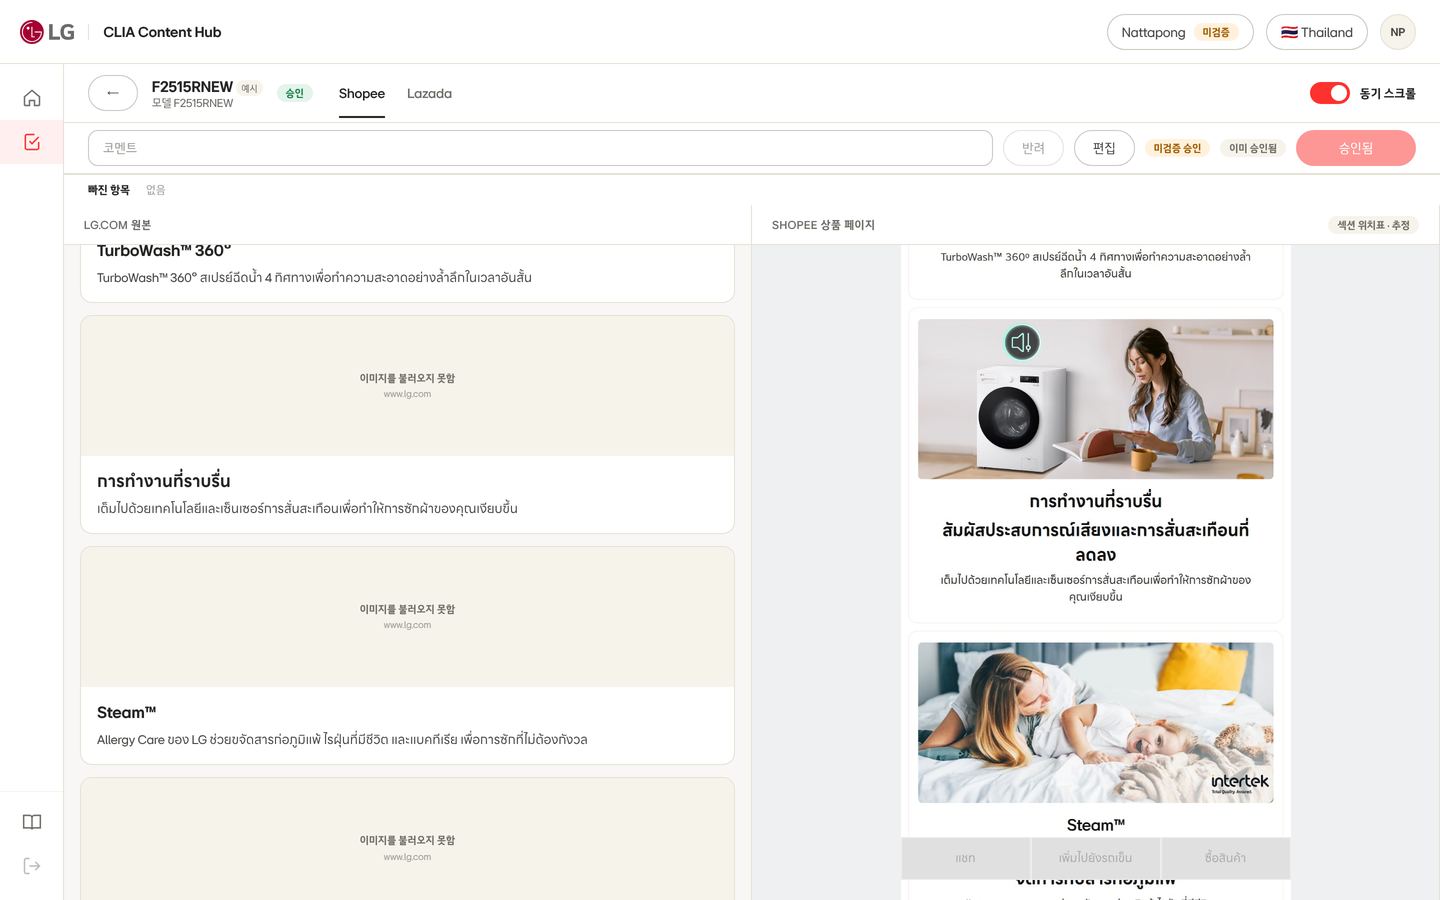 LG
CLIA Content Hub
Nattapong 미검증
Thailand
NP
←
F2515RNEW 예시
모델 F2515RNEW
승인
Shopee
Lazada
동기 스크롤
코멘트
반려
편집
미검증 승인
이미 승인됨
승인됨
빠진 항목 없음
LG.COM 원본
TurboWash™ 360°
TurboWash™ 360° สเปรย์ฉีดน้ำ 4 ทิศทางเพื่อทำความสะอาดอย่างล้ำลึกในเวลาอันสั้น
이미지를 불러오지 못함
www.lg.com
การทำงานที่ราบรื่น
เต็มไปด้วยเทคโนโลยีและเซ็นเซอร์การสั่นสะเทือนเพื่อทำให้การซักผ้าของคุณเงียบขึ้น
이미지를 불러오지 못함
www.lg.com
Steam™
Allergy Care ของ LG ช่วยขจัดสารก่อภูมิแพ้ ไรฝุ่นที่มีชีวิต และแบคทีเรีย เพื่อการซักที่ไม่ต้องกังวล
이미지를 불러오지 못함
www.lg.com
SHOPEE 상품 페이지
섹션 위치표 · 추정
TurboWash™ 360º สเปรย์ฉีดน้ำ 4 ทิศทางเพื่อทำความสะอาดอย่างล้ำ
ลึกในเวลาอันสั้น
การทำงานที่ราบรื่น
สัมผัสประสบการณ์เสียงและการสั่นสะเทือนที่
ลดลง
เต็มไปด้วยเทคโนโลยีและเซ็นเซอร์การสั่นสะเทือนเพื่อทำให้การซักผ้าของ
คุณเงียบขึ้น
intertek
Total Quality. Assured.
Steam™
แชท
เพิ่มไปยังรถเข็น
ซื้อสินค้า